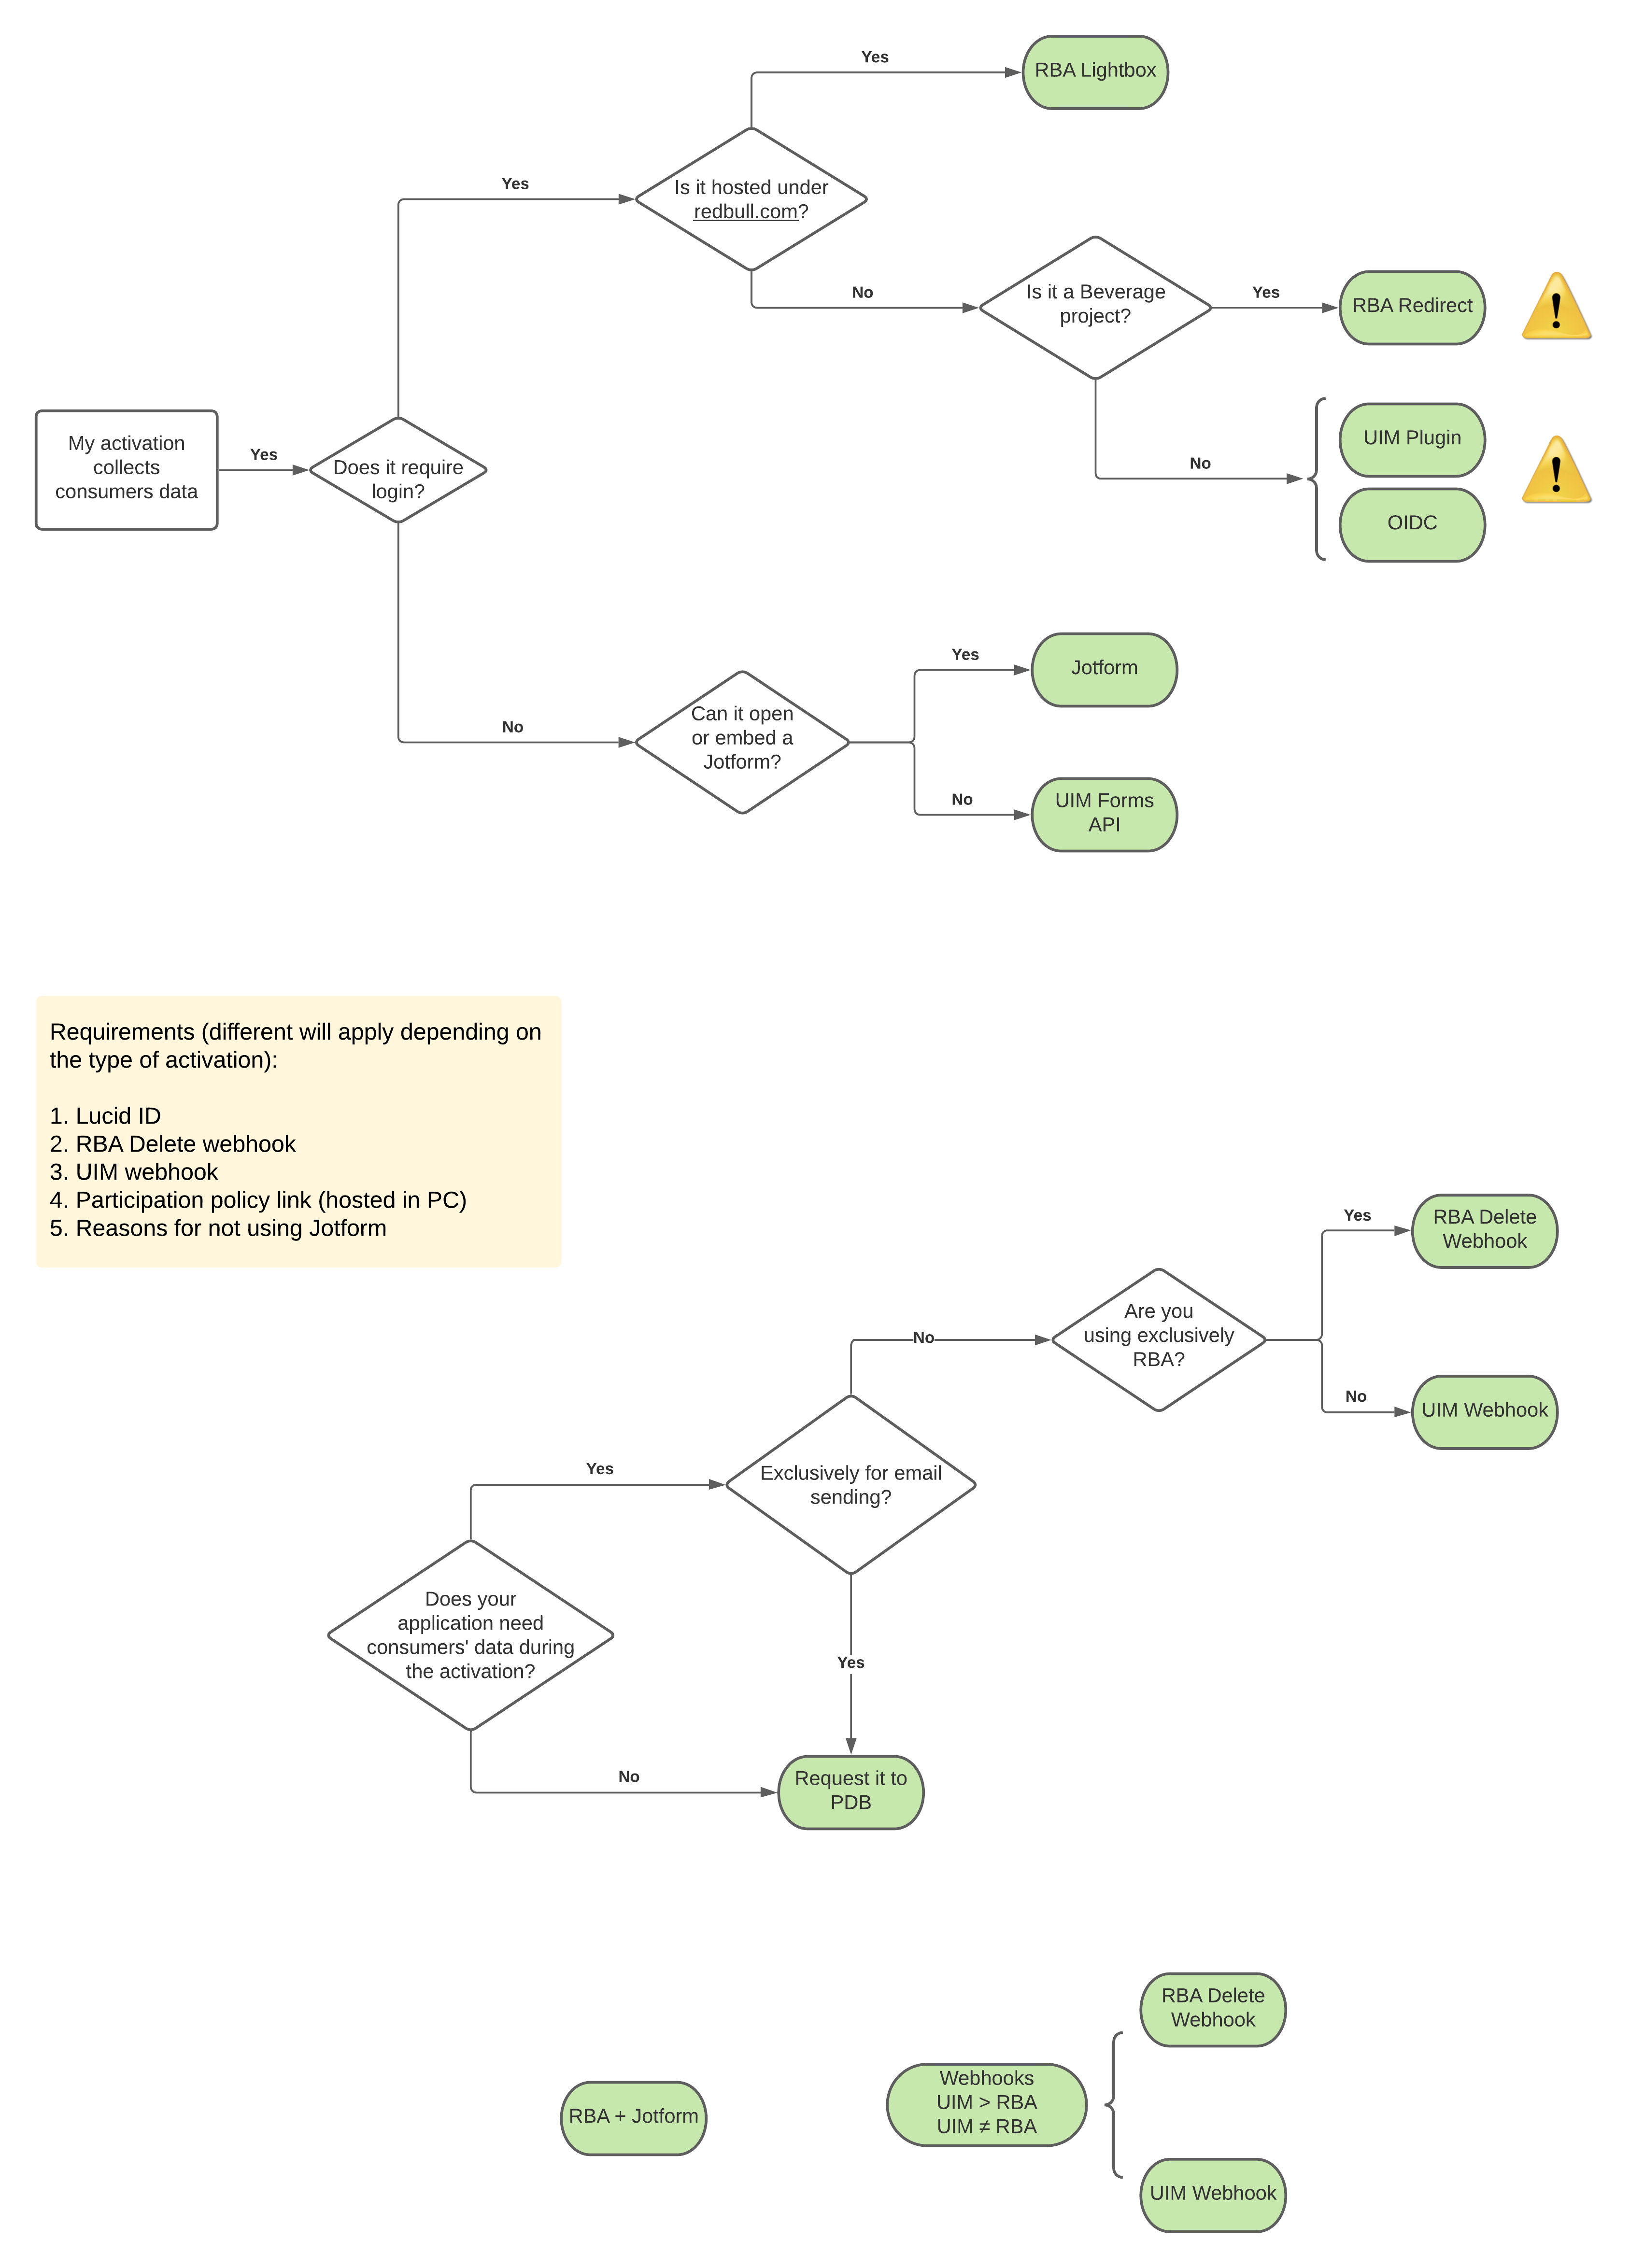 Yes
RBA Lightbox
Yes
Is it hosted under
redbull.com?
No
Is it a Beverage
project?
Yes
RBA Redirect
My activation
collects
consumers data
Yes
Does it require
login?
No
UIM Plugin
OIDC
No
Can it open
or embed a
Jotform?
Yes
Jotform
No
UIM Forms
API
Requirements (different will apply depending on
the type of activation):
1. Lucid ID
2. RBA Delete webhook
3. UIM webhook
4. Participation policy link (hosted in PC)
5. Reasons for not using Jotform
Yes
RBA Delete
Webhook
No
Are you
using exclusively
RBA?
No
UIM Webhook
Yes
Exclusively for email
sending?
Does your
application need
consumers' data during
the activation?
Yes
No
Request it to
PDB
RBA Delete
Webhook
RBA + Jotform
Webhooks
UIM > RBA
UIM ≠ RBA
UIM Webhook